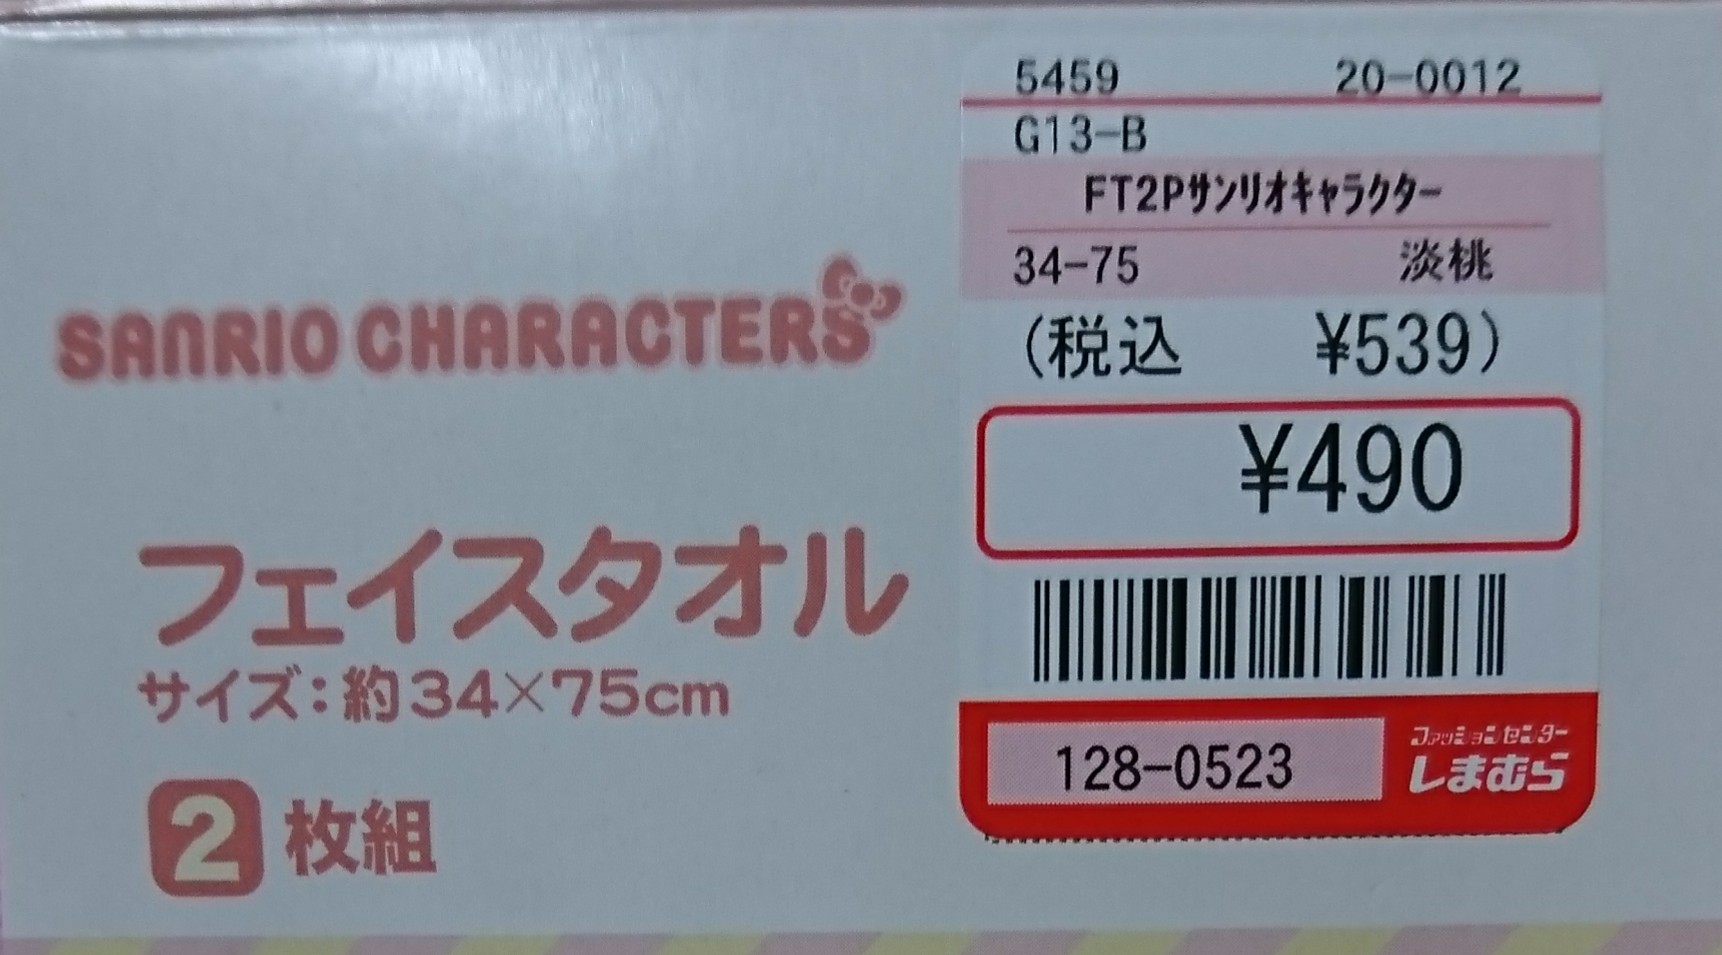 SANRIO CHARACTERS
フェイスタオル
サイズ：約34×75cm
2枚組
5459 20-0012
G13-B
FT2Pサンリオキャラクター
34-75 淡桃
(税込 ¥539)
¥490
128-0523
ファッションセンター
しまむら